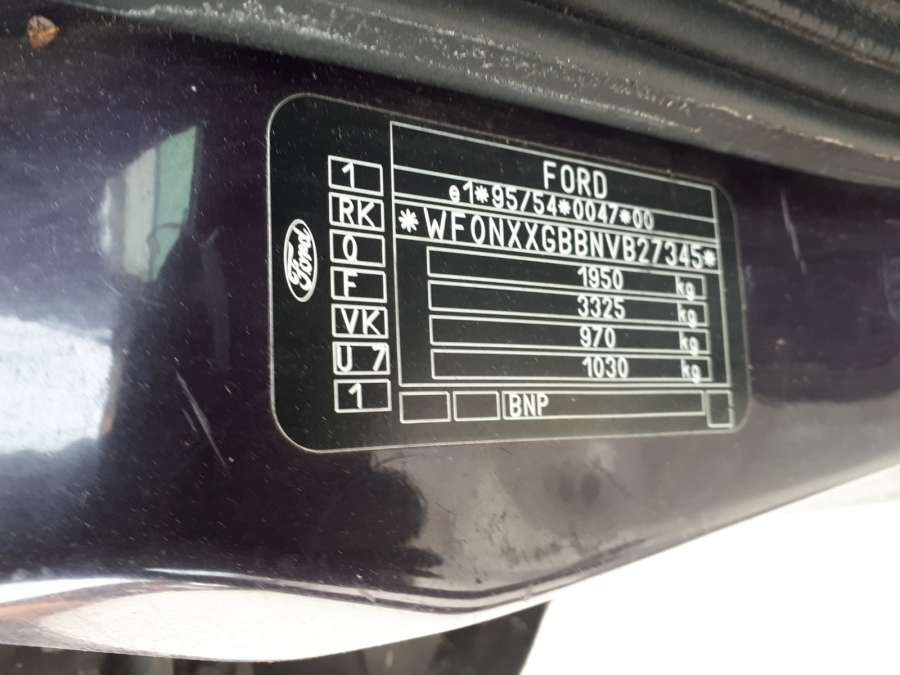 Ford
1
RK
Q
F
VK
U 7
1
FORD
e1*95/54*0047*00
*WF0NXXGBBNVB27345*
1950 kg
3325 kg
970 kg
1030 kg
BNP